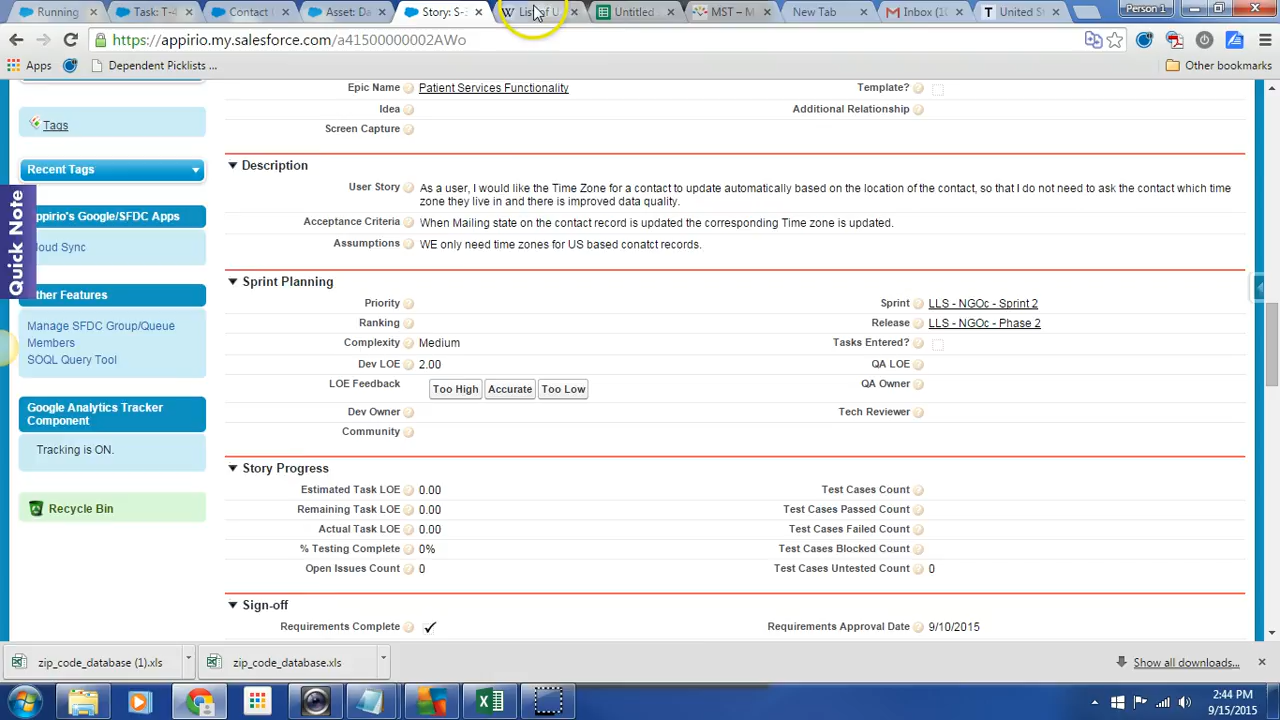 Running
Task: T-4
Contact
Asset: Da
Story: S-
List of U
Untitled
MST – M
New Tab
Inbox (1
United S
Person 1
https://appirio.my.salesforce.com/a41500000002AWo
Apps
Dependent Picklists ...
Other bookmarks
Epic Name
Patient Services Functionality
Template?
Idea
Additional Relationship
Screen Capture
Tags
Recent Tags
Description
User Story
As a user, I would like the Time Zone for a contact to update automatically based on the location of the contact, so that I do not need to ask the contact which time
zone they live in and there is improved data quality.
Acceptance Criteria
When Mailing state on the contact record is updated the corresponding Time zone is updated.
Assumptions
WE only need time zones for US based conatct records.
Quick Note
ppirio's Google/SFDC Apps
loud Sync
ther Features
Manage SFDC Group/Queue
Members
SOQL Query Tool
Google Analytics Tracker
Component
Tracking is ON.
Recycle Bin
Sprint Planning
Priority
Sprint
LLS - NGOc - Sprint 2
Ranking
Release
LLS - NGOc - Phase 2
Complexity
Medium
Tasks Entered?
Dev LOE
2.00
QA LOE
LOE Feedback
Too High
Accurate
Too Low
QA Owner
Dev Owner
Tech Reviewer
Community
Story Progress
Estimated Task LOE
0.00
Test Cases Count
Remaining Task LOE
0.00
Test Cases Passed Count
Actual Task LOE
0.00
Test Cases Failed Count
% Testing Complete
0%
Test Cases Blocked Count
Open Issues Count
0
Test Cases Untested Count
0
Sign-off
Requirements Complete
Requirements Approval Date
9/10/2015
zip_code_database (1).xls
zip_code_database.xls
Show all downloads...
2:44 PM
9/15/2015